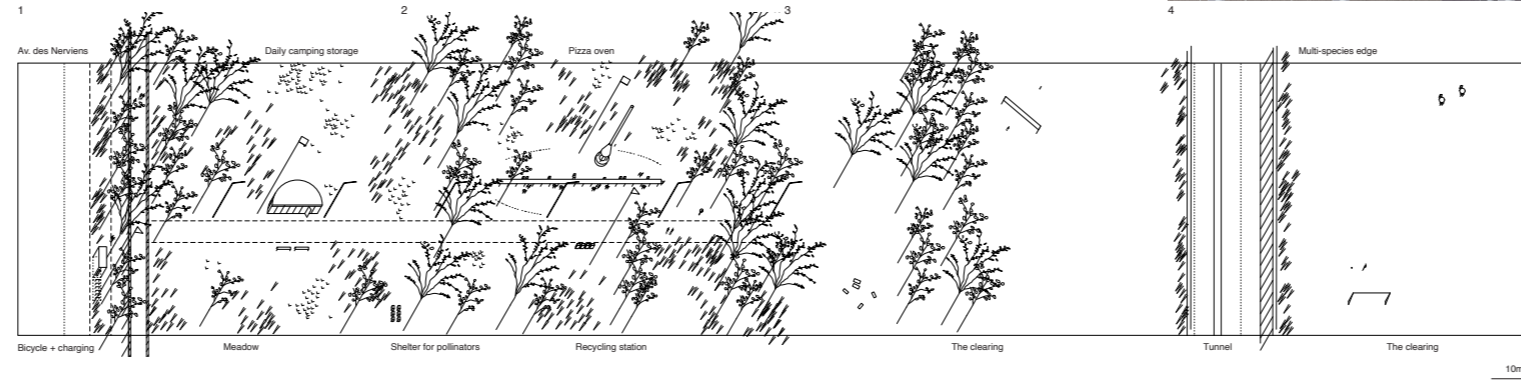 1
2
3
4
Av. des Nerviens
Daily camping storage
Pizza oven
Multi-species edge
Bicycle + charging
Meadow
Shelter for pollinators
Recycling station
The clearing
Tunnel
The clearing
10m